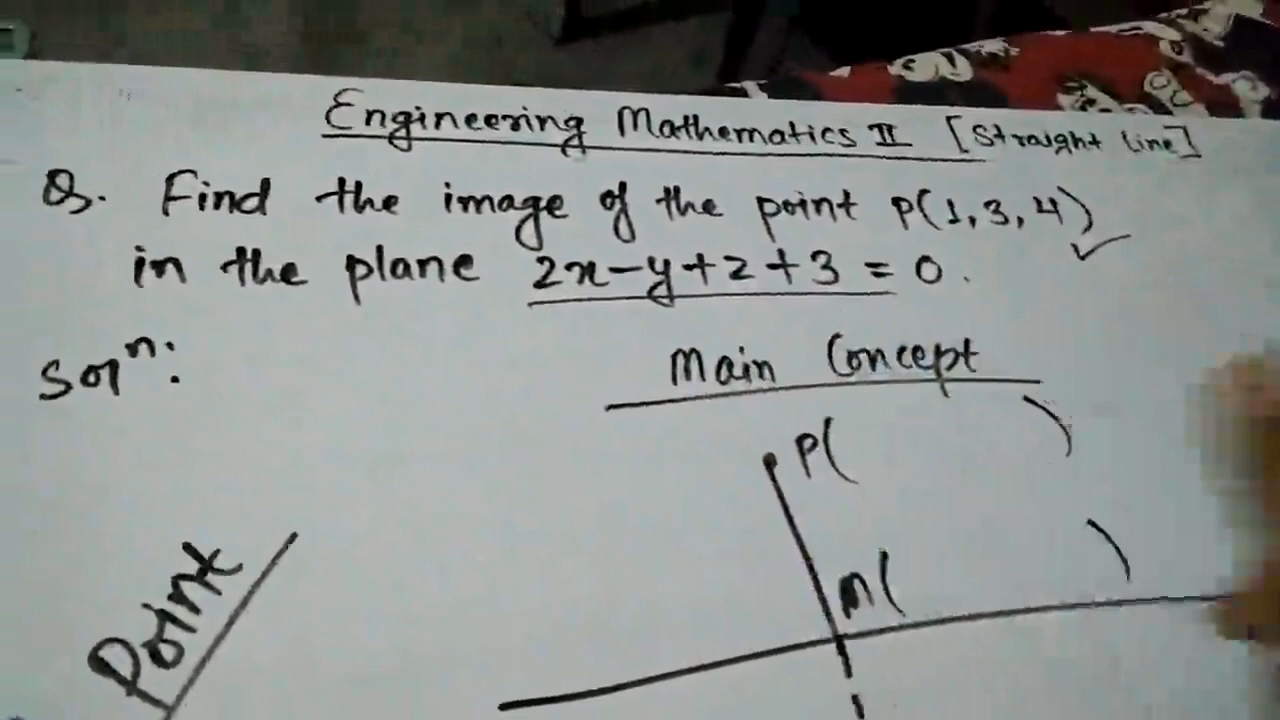 Engineering Mathematics II [Straight Line]
Q. Find the image of the point P(1,3,4)
in the plane 2x-y+z+3=0.
Solⁿ:
Main Concept
P( )
M( )
Point